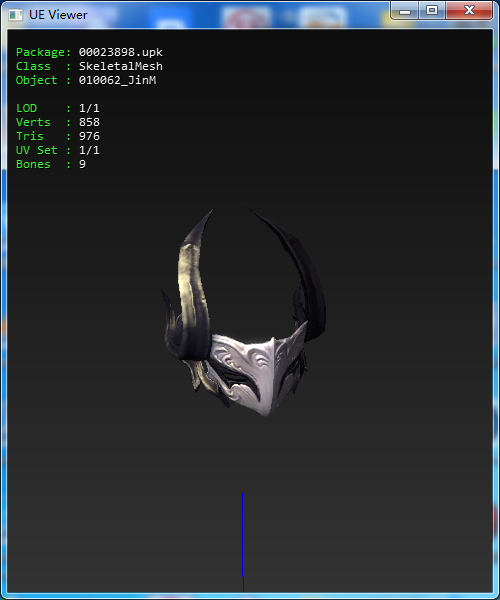 UE Viewer
Package: 00023898.upk
Class : SkeletalMesh
Object : 010062_JinM
LOD : 1/1
Verts : 858
Tris : 976
UV Set : 1/1
Bones : 9